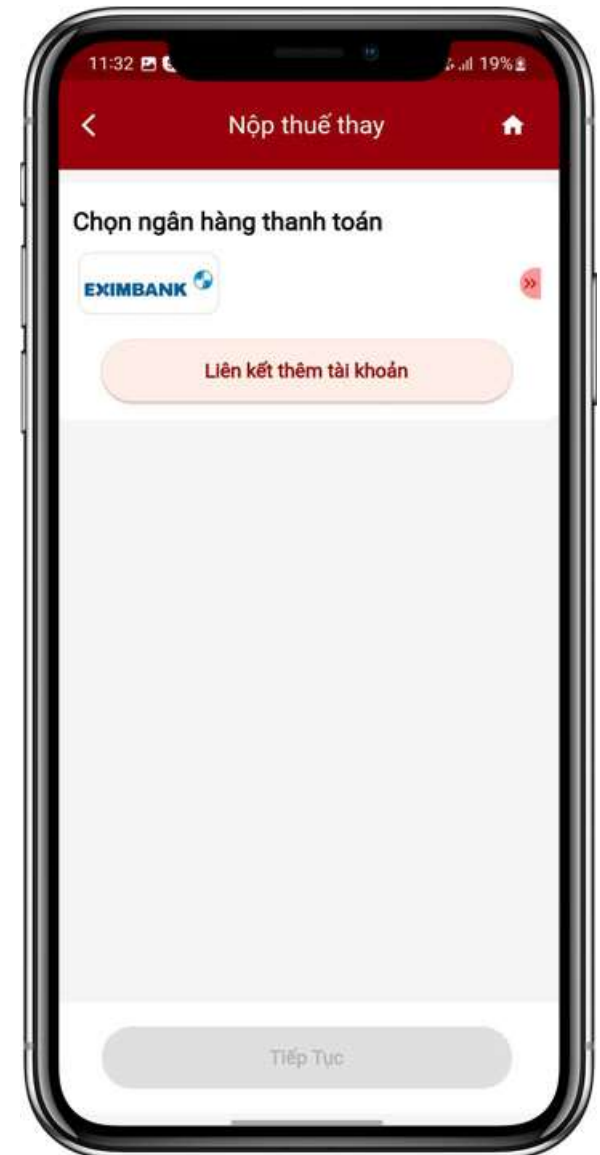 11:32
19%
Nộp thuế thay
Chọn ngân hàng thanh toán
EXIMBANK
Liên kết thêm tài khoản
Tiếp Tục